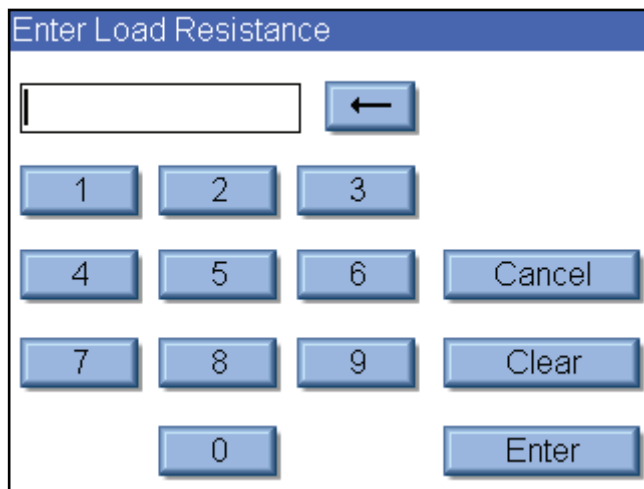 Enter Load Resistance
←
1 2 3
4 5 6 Cancel
7 8 9 Clear
0 Enter